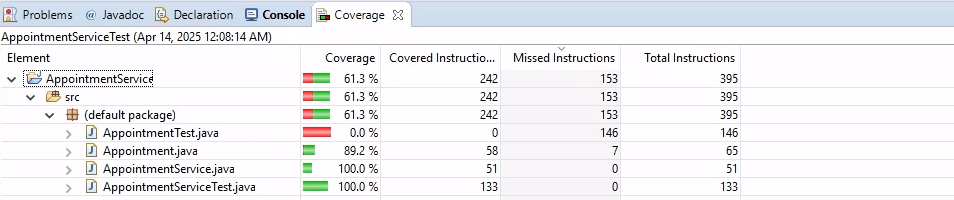 Problems @ Javadoc Declaration Console Coverage
AppointmentServiceTest (Apr 14, 2025 12:08:14 AM)
Element Coverage Covered Instructio... Missed Instructions Total Instructions
AppointmentService 61.3 % 242 153 395
src 61.3 % 242 153 395
(default package) 61.3 % 242 153 395
AppointmentTest.java 0.0 % 0 146 146
Appointment.java 89.2 % 58 7 65
AppointmentService.java 100.0 % 51 0 51
AppointmentServiceTest.java 100.0 % 133 0 133